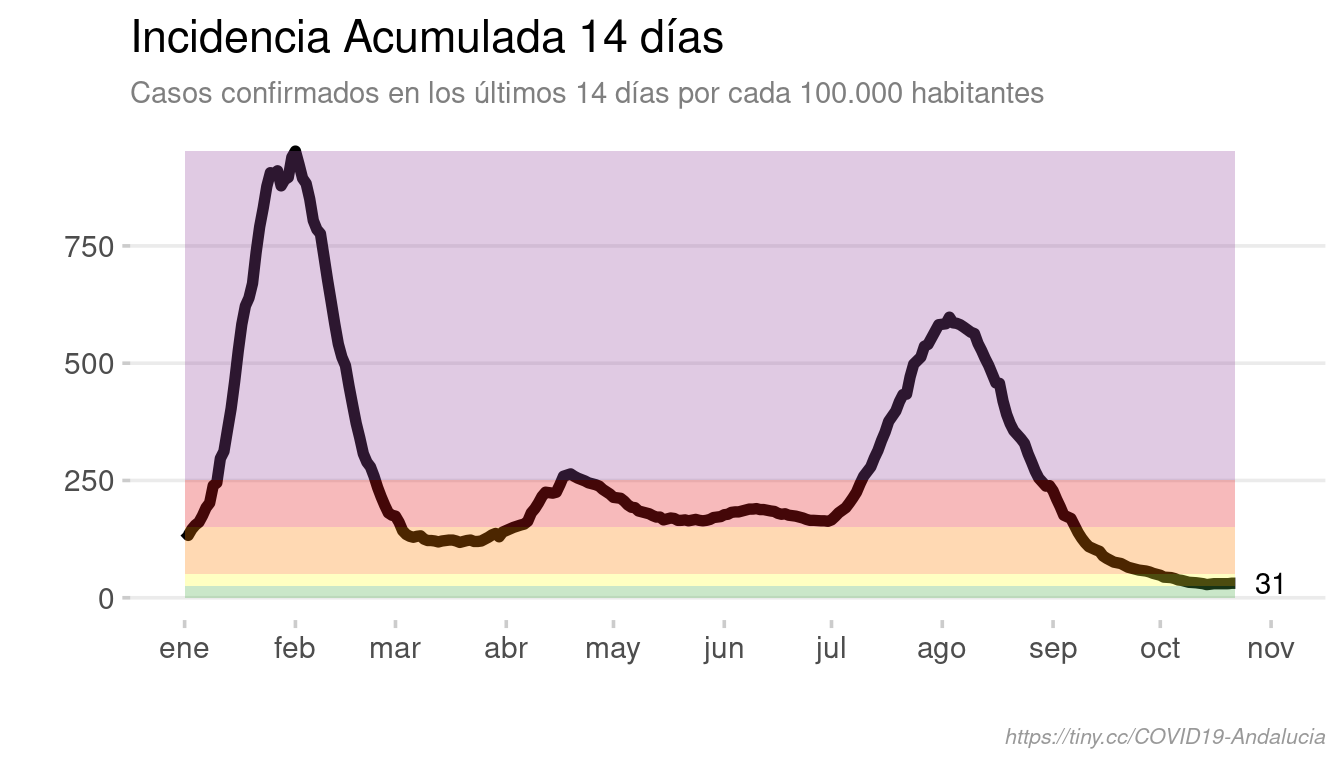 Incidencia Acumulada 14 días
Casos confirmados en los últimos 14 días por cada 100.000 habitantes
750
500
250
0
31
ene feb mar abr may jun jul ago sep oct nov
https://tiny.cc/COVID19-Andalucia